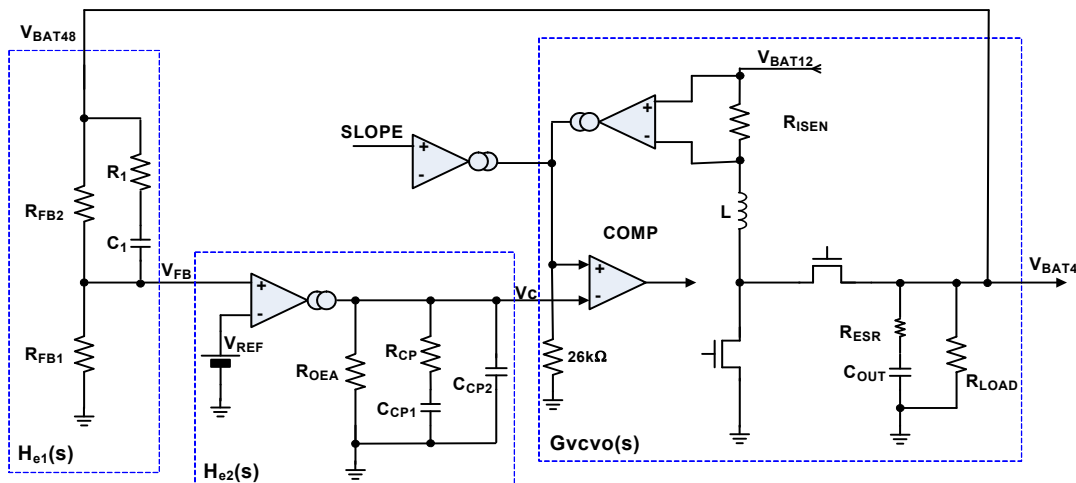 VBAT48
VBAT12
+
-
RISEN
SLOPE
+
-
R1
RFB2
L
C1
COMP
VFB
+
-
VC
+
-
VBAT4
VREF
RFB1
ROEA
RCP
CCP2
CCP1
26kΩ
RESR
COUT
RLOAD
He1(s)
He2(s)
Gvcvo(s)